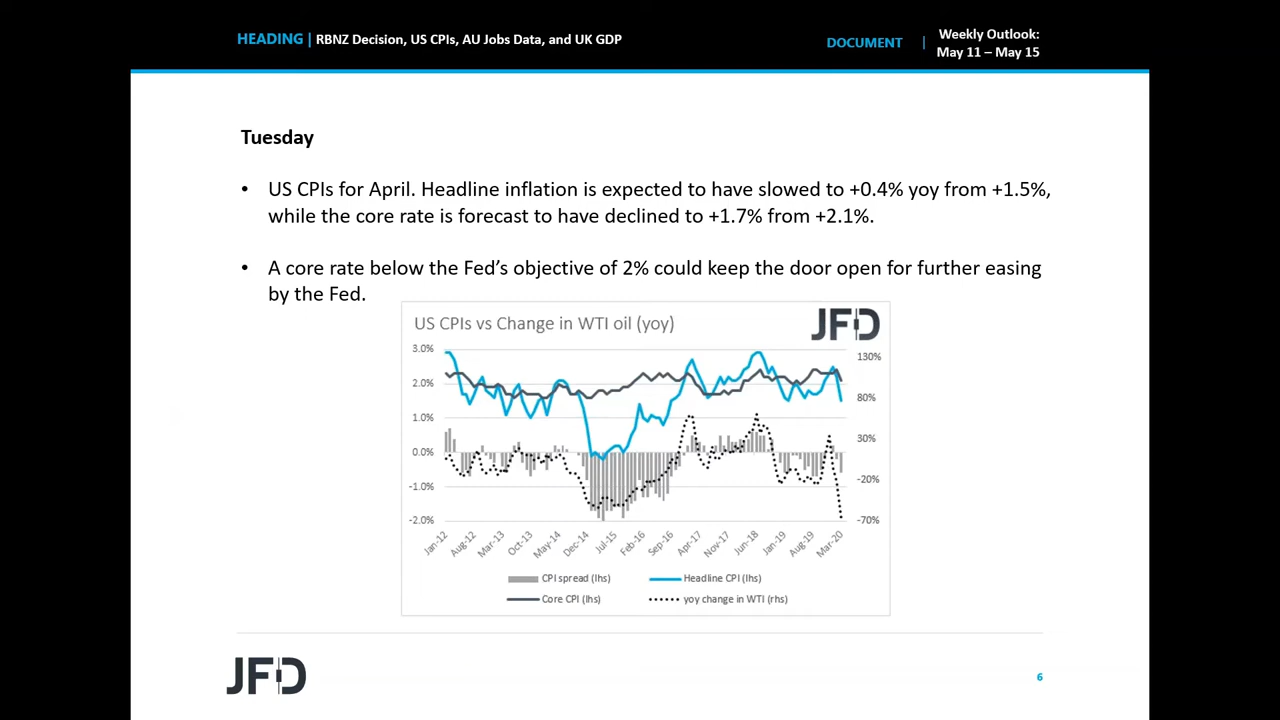 HEADING | RBNZ Decision, US CPIs, AU Jobs Data, and UK GDP
DOCUMENT | Weekly Outlook:
May 11 – May 15
Tuesday
• US CPIs for April. Headline inflation is expected to have slowed to +0.4% yoy from +1.5%,
while the core rate is forecast to have declined to +1.7% from +2.1%.
• A core rate below the Fed’s objective of 2% could keep the door open for further easing
by the Fed.
US CPIs vs Change in WTI oil (yoy)
JFD
3.0%
2.0%
1.0%
0.0%
-1.0%
-2.0%
130%
80%
30%
-20%
-70%
Jan-12
Aug-12
Mar-13
Oct-13
May-14
Dec-14
Jul-15
Feb-16
Sep-16
Apr-17
Nov-17
Jun-18
Jan-19
Aug-19
Mar-20
CPI spread (lhs)
Headline CPI (lhs)
Core CPI (lhs)
yoy change in WTI (rhs)
JFD
6